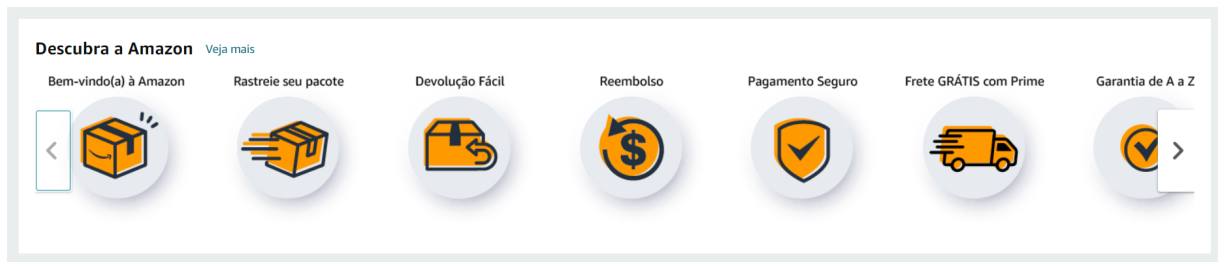 Descubra a Amazon Veja mais
Bem-vindo(a) à Amazon
Rastreie seu pacote
Devolução Fácil
Reembolso
Pagamento Seguro
Frete GRÁTIS com Prime
Garantia de A a Z
$